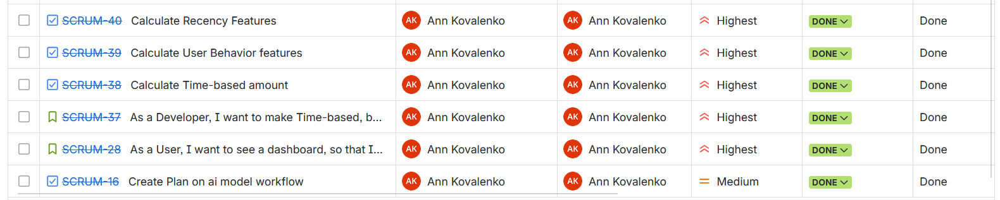 SCRUM-40 Calculate Recency Features AK Ann Kovalenko AK Ann Kovalenko Highest DONE Done
SCRUM-39 Calculate User Behavior features AK Ann Kovalenko AK Ann Kovalenko Highest DONE Done
SCRUM-38 Calculate Time-based amount AK Ann Kovalenko AK Ann Kovalenko Highest DONE Done
SCRUM-37 As a Developer, I want to make Time-based, b... AK Ann Kovalenko AK Ann Kovalenko Highest DONE Done
SCRUM-28 As a User, I want to see a dashboard, so that I... AK Ann Kovalenko AK Ann Kovalenko Highest DONE Done
SCRUM-16 Create Plan on ai model workflow AK Ann Kovalenko AK Ann Kovalenko Medium DONE Done